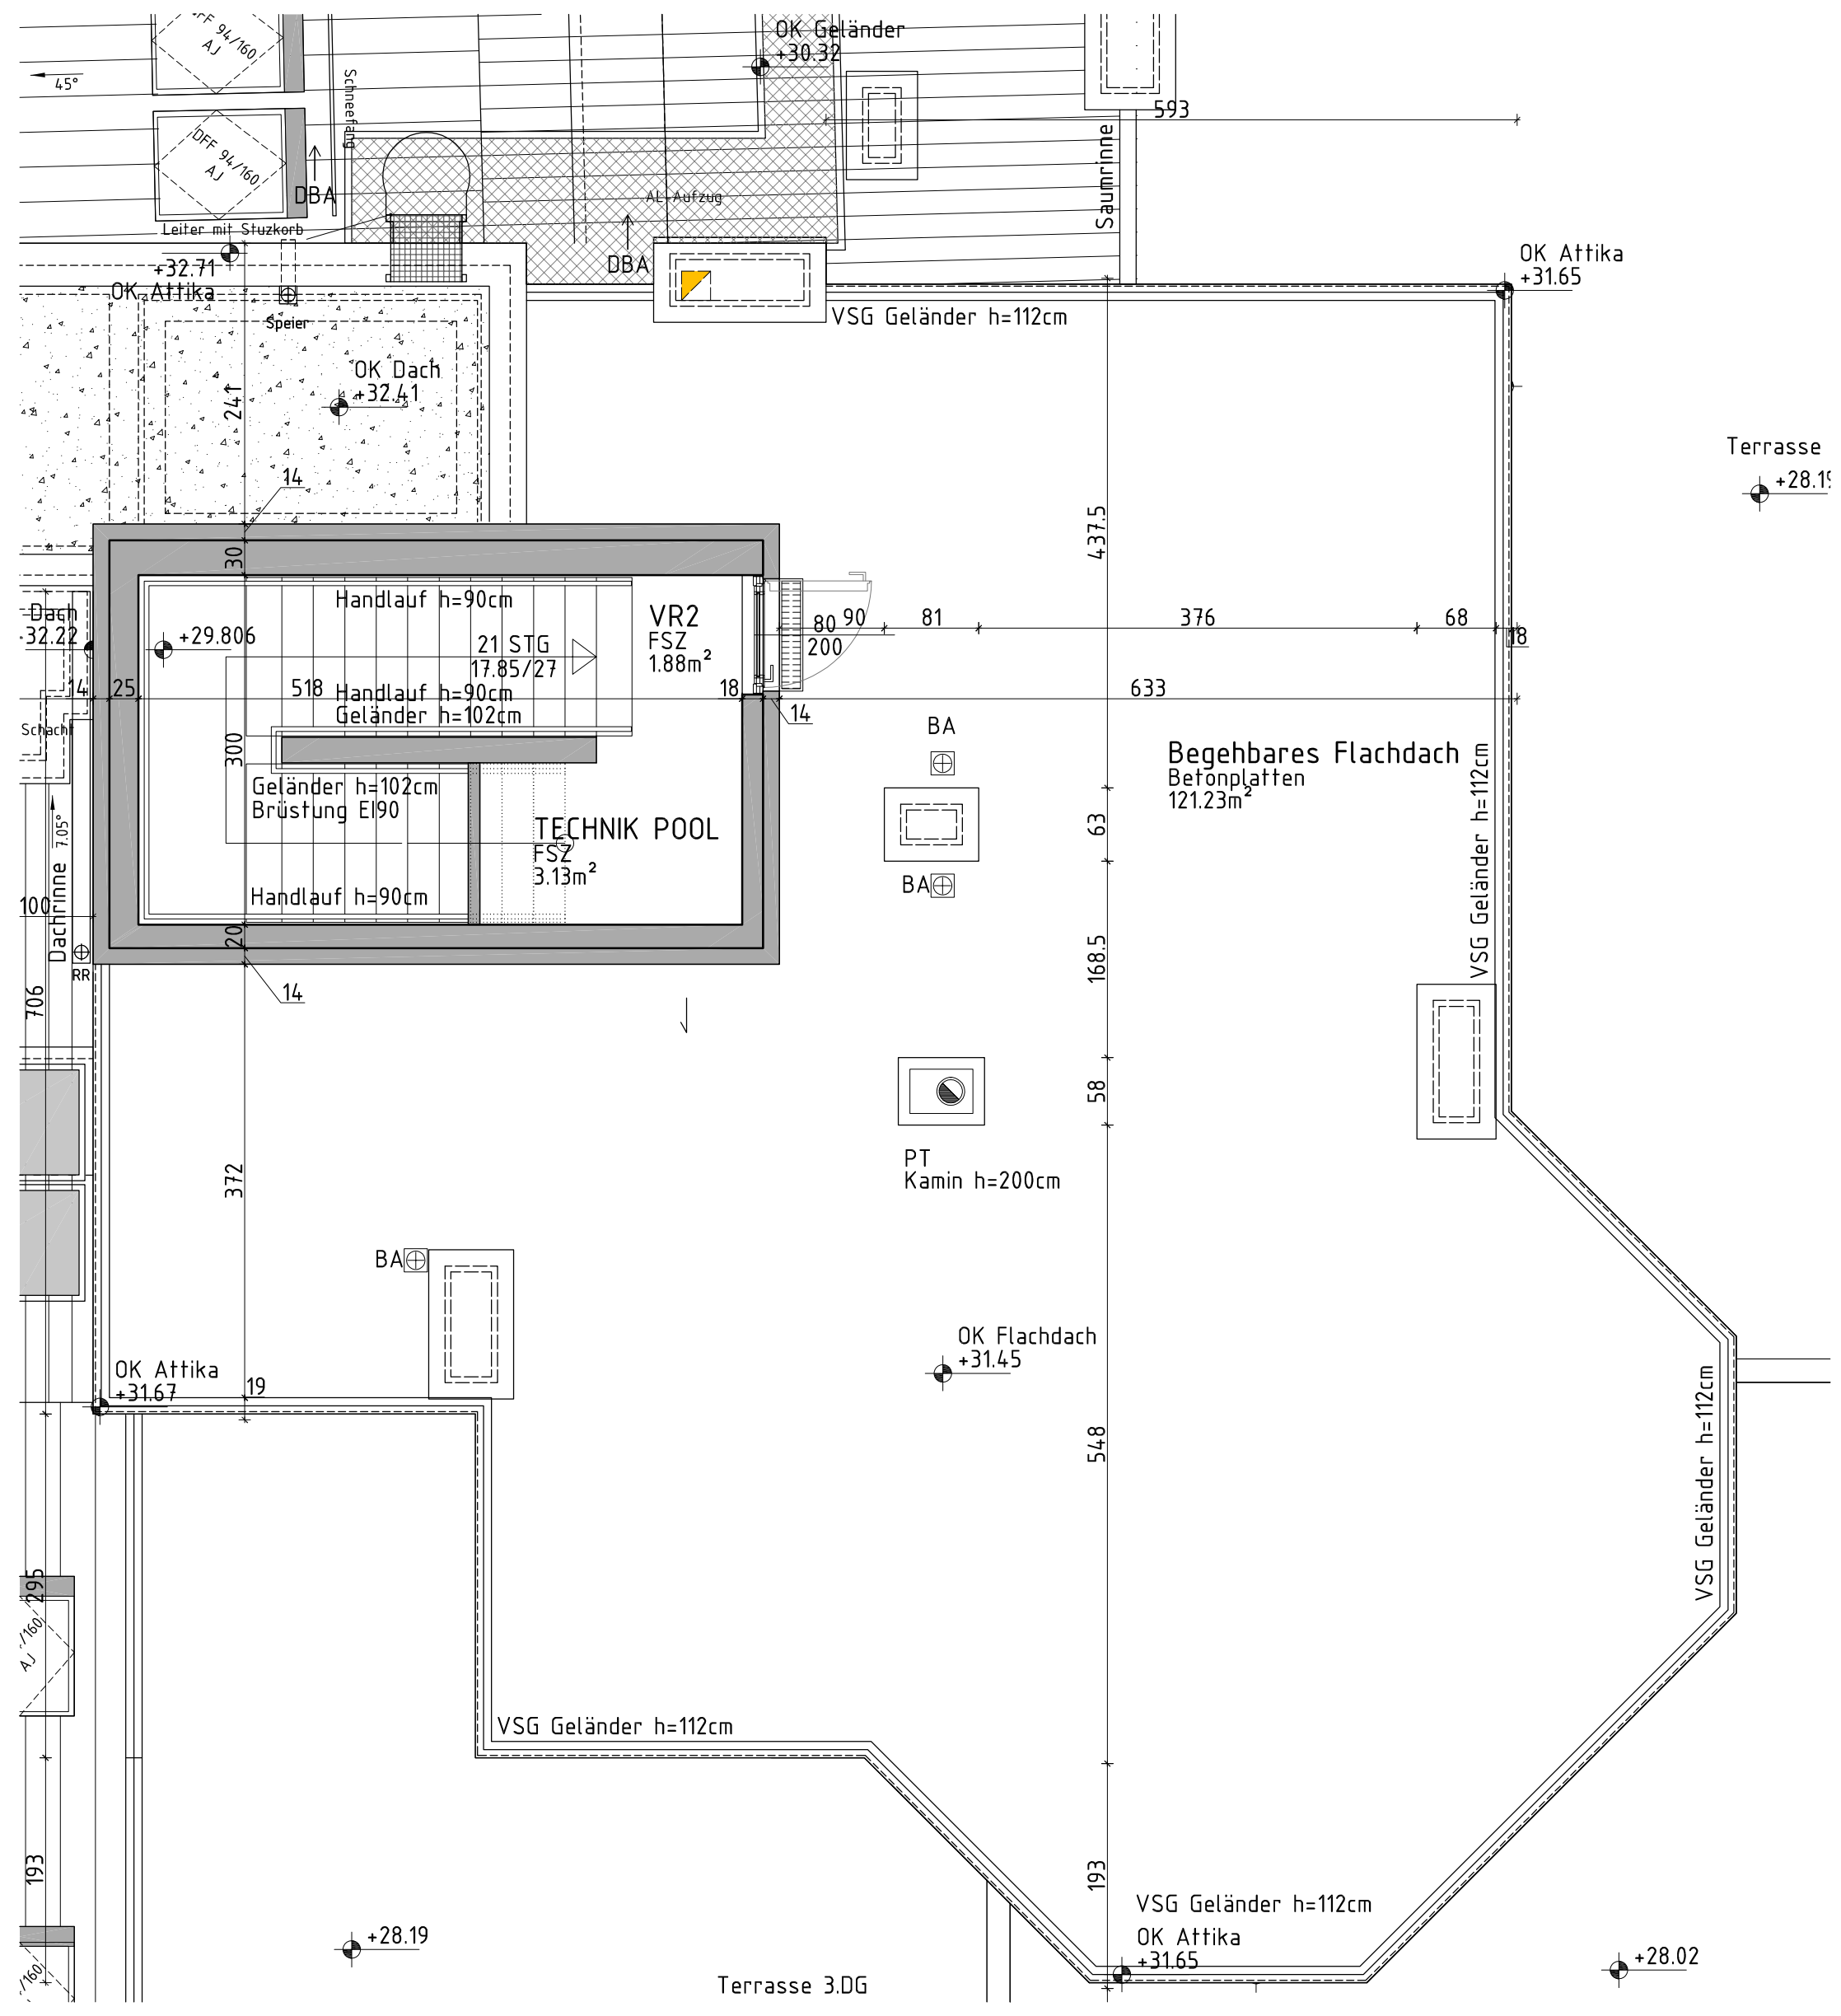 OK Geländer
+30.32
DFF 94/160
AJ
45°
Schneefang
593
DFF 94/160
AJ
DBA
Saumrinne
AL-Aufzug
Leiter mit Stuzkorb
DBA
+32.71
OK Attika
OK Attika
+31.65
Speier
VSG Geländer h=112cm
OK Dach
+32.41
241
Terrasse
14
437.5
30
Handlauf h=90cm
VR2
FSZ
1.88m²
Dach
+29.806
21 STG
17.85/27
80
200
90
81
376
68
18
14
25
518
Handlauf h=90cm
Geländer h=102cm
18
14
633
Schacht
300
BA
Begehbares Flachdach
Betonplatten
121.23m²
VSG Geländer h=112cm
Geländer h=102cm
Brüstung EI90
TECHNIK POOL
FSZ
3.13m²
63
7.05°
Dachrinne
BA
Handlauf h=90cm
100
20
168.5
RR
14
706
58
PT
Kamin h=200cm
372
BA
OK Flachdach
+31.45
OK Attika
+31.67
19
VSG Geländer h=112cm
548
295
/160
AJ
VSG Geländer h=112cm
193
193
VSG Geländer h=112cm
OK Attika
+31.65
+28.19
+28.02
/160
Terrasse 3.DG